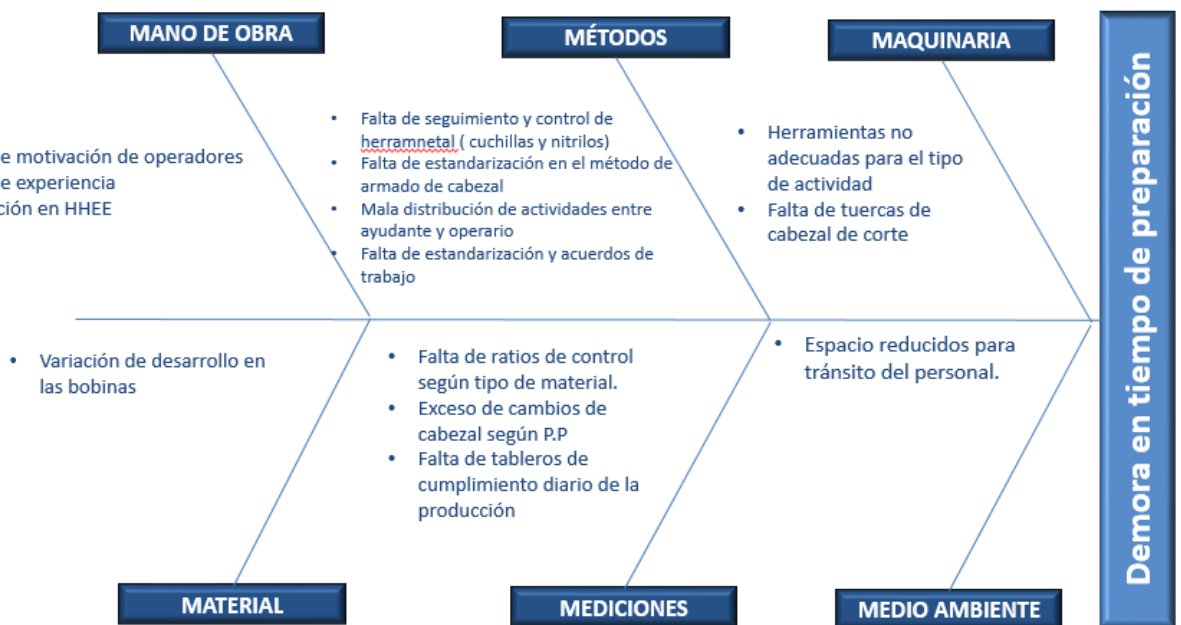 MANO DE OBRA
MÉTODOS
MAQUINARIA
e motivación de operadores
e experiencia
ción en HHEE
• Falta de seguimiento y control de
herramnetal ( cuchillas y nitrilos)
• Falta de estandarización en el método de
armado de cabezal
• Mala distribución de actividades entre
ayudante y operario
• Falta de estandarización y acuerdos de
trabajo
• Herramientas no
adecuadas para el tipo
de actividad
• Falta de tuercas de
cabezal de corte
• Variación de desarrollo en
las bobinas
• Falta de ratios de control
según tipo de material.
• Exceso de cambios de
cabezal según P.P
• Falta de tableros de
cumplimiento diario de la
producción
• Espacio reducidos para
tránsito del personal.
MATERIAL
MEDICIONES
MEDIO AMBIENTE
Demora en tiempo de preparación